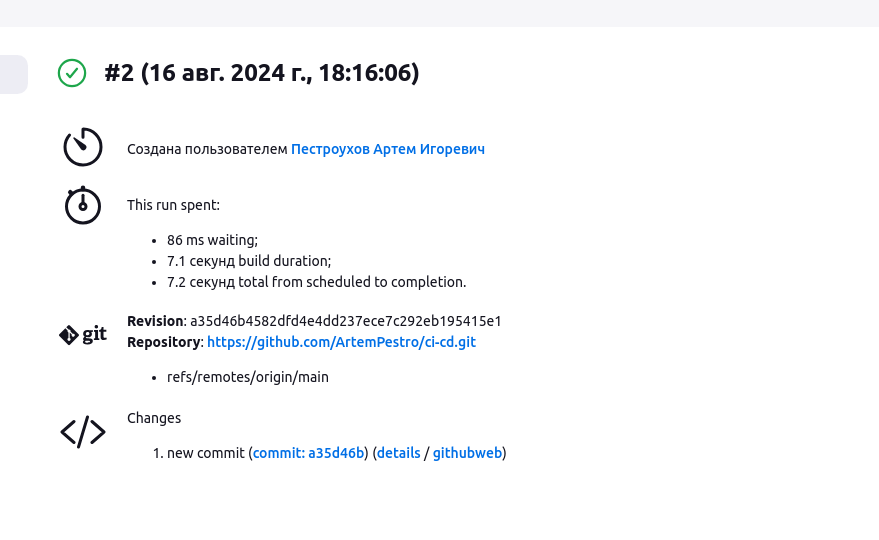 #2 (16 авг. 2024 г., 18:16:06)
Создана пользователем Пестроухов Артем Игоревич
This run spent:
86 ms waiting;
7.1 секунд build duration;
7.2 секунд total from scheduled to completion.
git
Revision: a35d46b4582dfd4e4dd237ece7c292eb195415e1
Repository: https://github.com/ArtemPestro/ci-cd.git
refs/remotes/origin/main
Changes
1. new commit (commit: a35d46b) (details / githubweb)